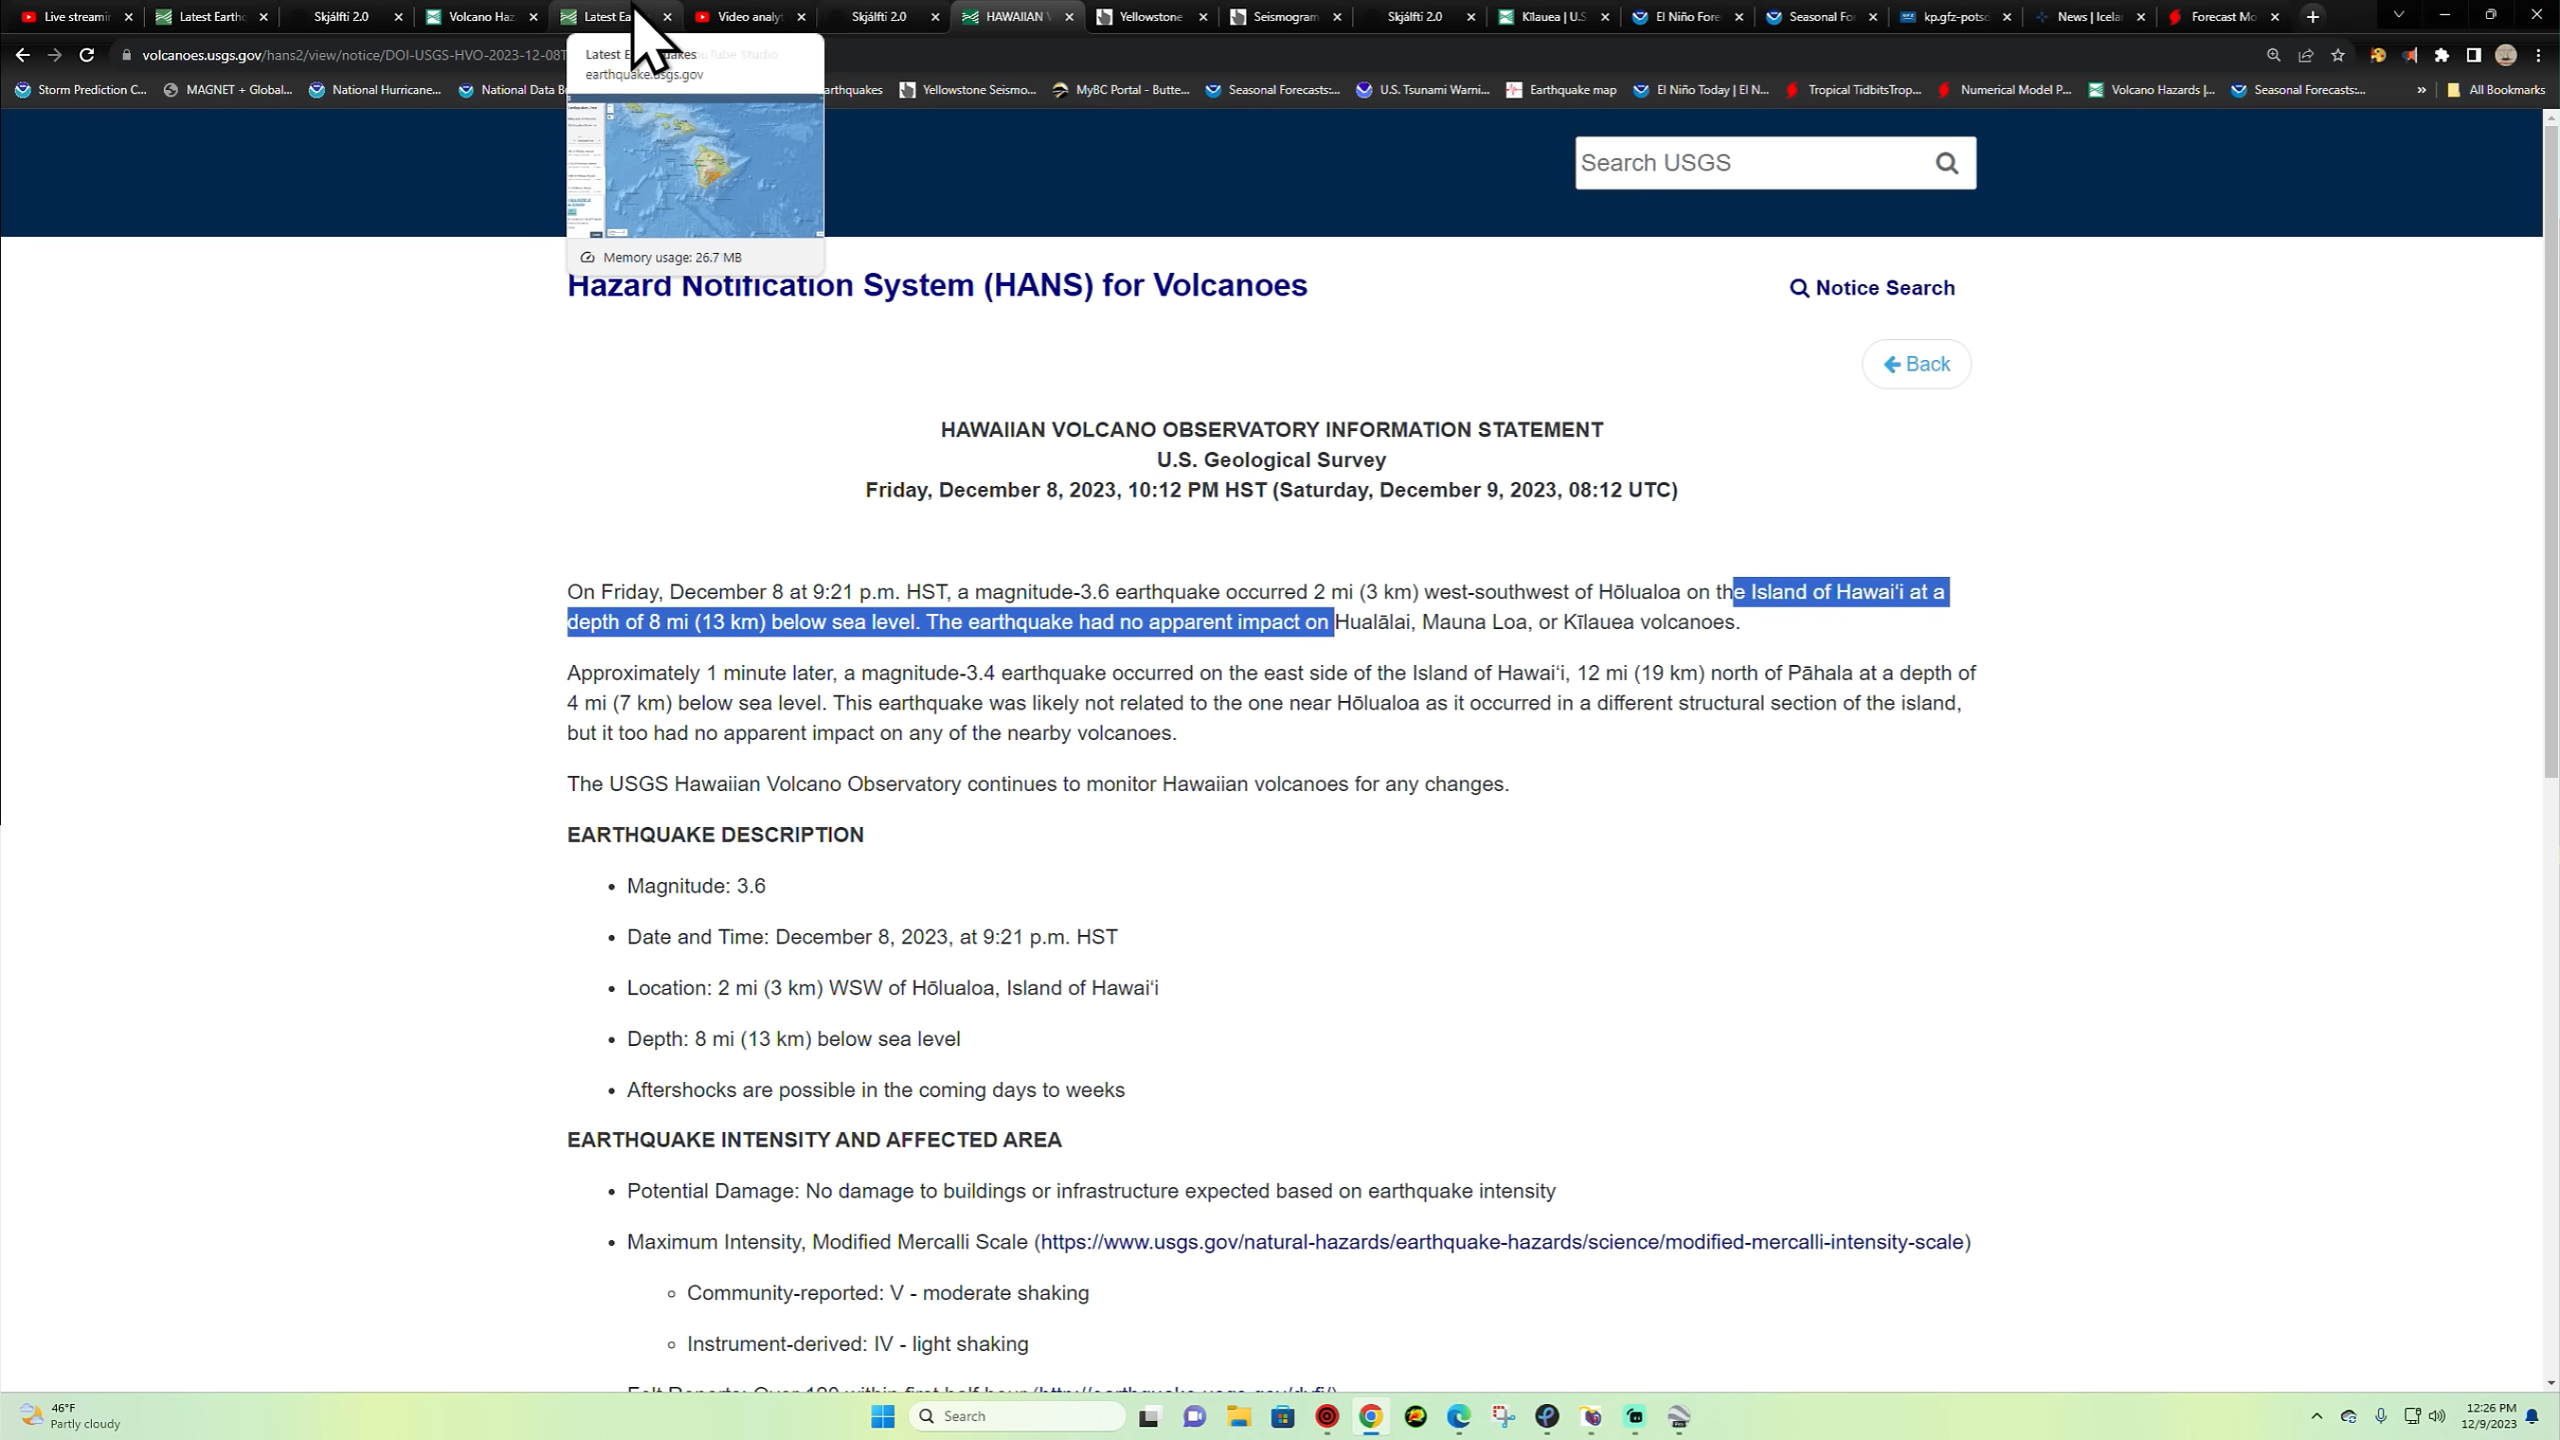 Live streamin
Latest Earthq
Skjálfti 2.0
Volcano Haz
Latest Ea
Video analyt
Skjálfti 2.0
HAWAIIAN V
Yellowstone
Seismogram
Skjálfti 2.0
Kīlauea | U.S
El Niño Fore
Seasonal Fo
kp.gfz-potsd
News | Icela
Forecast Mo
volcanoes.usgs.gov/hans2/view/notice/DOI-USGS-HVO-2023-12-08T
Storm Prediction C...
MAGNET + Global...
National Hurricane...
National Data B
arthquakes
Yellowstone Seismo...
MyBC Portal - Butte...
Seasonal Forecasts:...
U.S. Tsunami Warni...
Earthquake map
El Niño Today | El N...
Tropical TidbitsTrop...
Numerical Model P...
Volcano Hazards |...
Seasonal Forecasts:...
»
All Bookmarks
earthquake.usgs.gov
Memory usage: 26.7 MB
Search USGS
Hazard Notification System (HANS) for Volcanoes
Notice Search
Back
HAWAIIAN VOLCANO OBSERVATORY INFORMATION STATEMENT
U.S. Geological Survey
Friday, December 8, 2023, 10:12 PM HST (Saturday, December 9, 2023, 08:12 UTC)
On Friday, December 8 at 9:21 p.m. HST, a magnitude-3.6 earthquake occurred 2 mi (3 km) west-southwest of Hōlualoa on the Island of Hawai‘i at a
depth of 8 mi (13 km) below sea level. The earthquake had no apparent impact on Hualālai, Mauna Loa, or Kīlauea volcanoes.
Approximately 1 minute later, a magnitude-3.4 earthquake occurred on the east side of the Island of Hawai‘i, 12 mi (19 km) north of Pāhala at a depth of
4 mi (7 km) below sea level. This earthquake was likely not related to the one near Hōlualoa as it occurred in a different structural section of the island,
but it too had no apparent impact on any of the nearby volcanoes.
The USGS Hawaiian Volcano Observatory continues to monitor Hawaiian volcanoes for any changes.
EARTHQUAKE DESCRIPTION
• Magnitude: 3.6
• Date and Time: December 8, 2023, at 9:21 p.m. HST
• Location: 2 mi (3 km) WSW of Hōlualoa, Island of Hawai‘i
• Depth: 8 mi (13 km) below sea level
• Aftershocks are possible in the coming days to weeks
EARTHQUAKE INTENSITY AND AFFECTED AREA
• Potential Damage: No damage to buildings or infrastructure expected based on earthquake intensity
• Maximum Intensity, Modified Mercalli Scale (https://www.usgs.gov/natural-hazards/earthquake-hazards/science/modified-mercalli-intensity-scale)
Community-reported: V - moderate shaking
Instrument-derived: IV - light shaking
46°F
Partly cloudy
Search
12:26 PM
12/9/2023